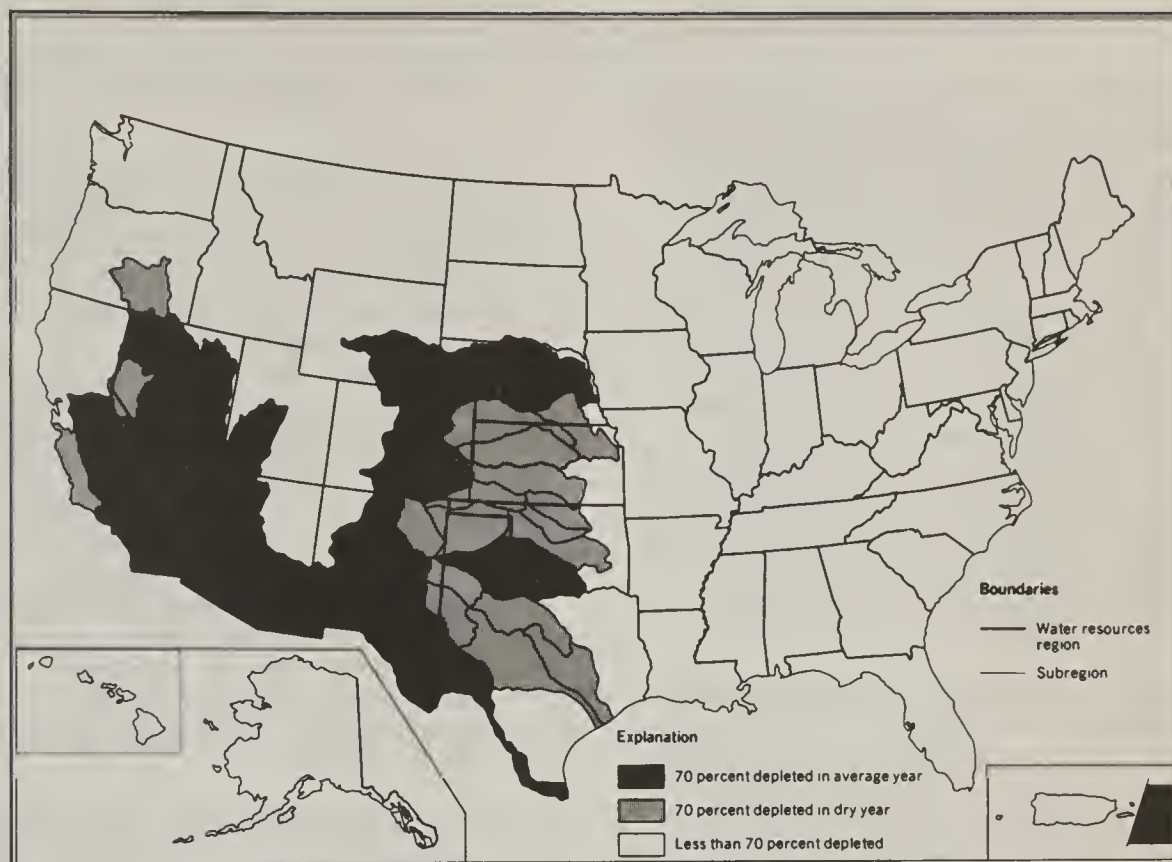 Boundaries
Water resources
region
Subregion
Explanation
70 percent depleted in average year
70 percent depleted in dry year
Less than 70 percent depleted